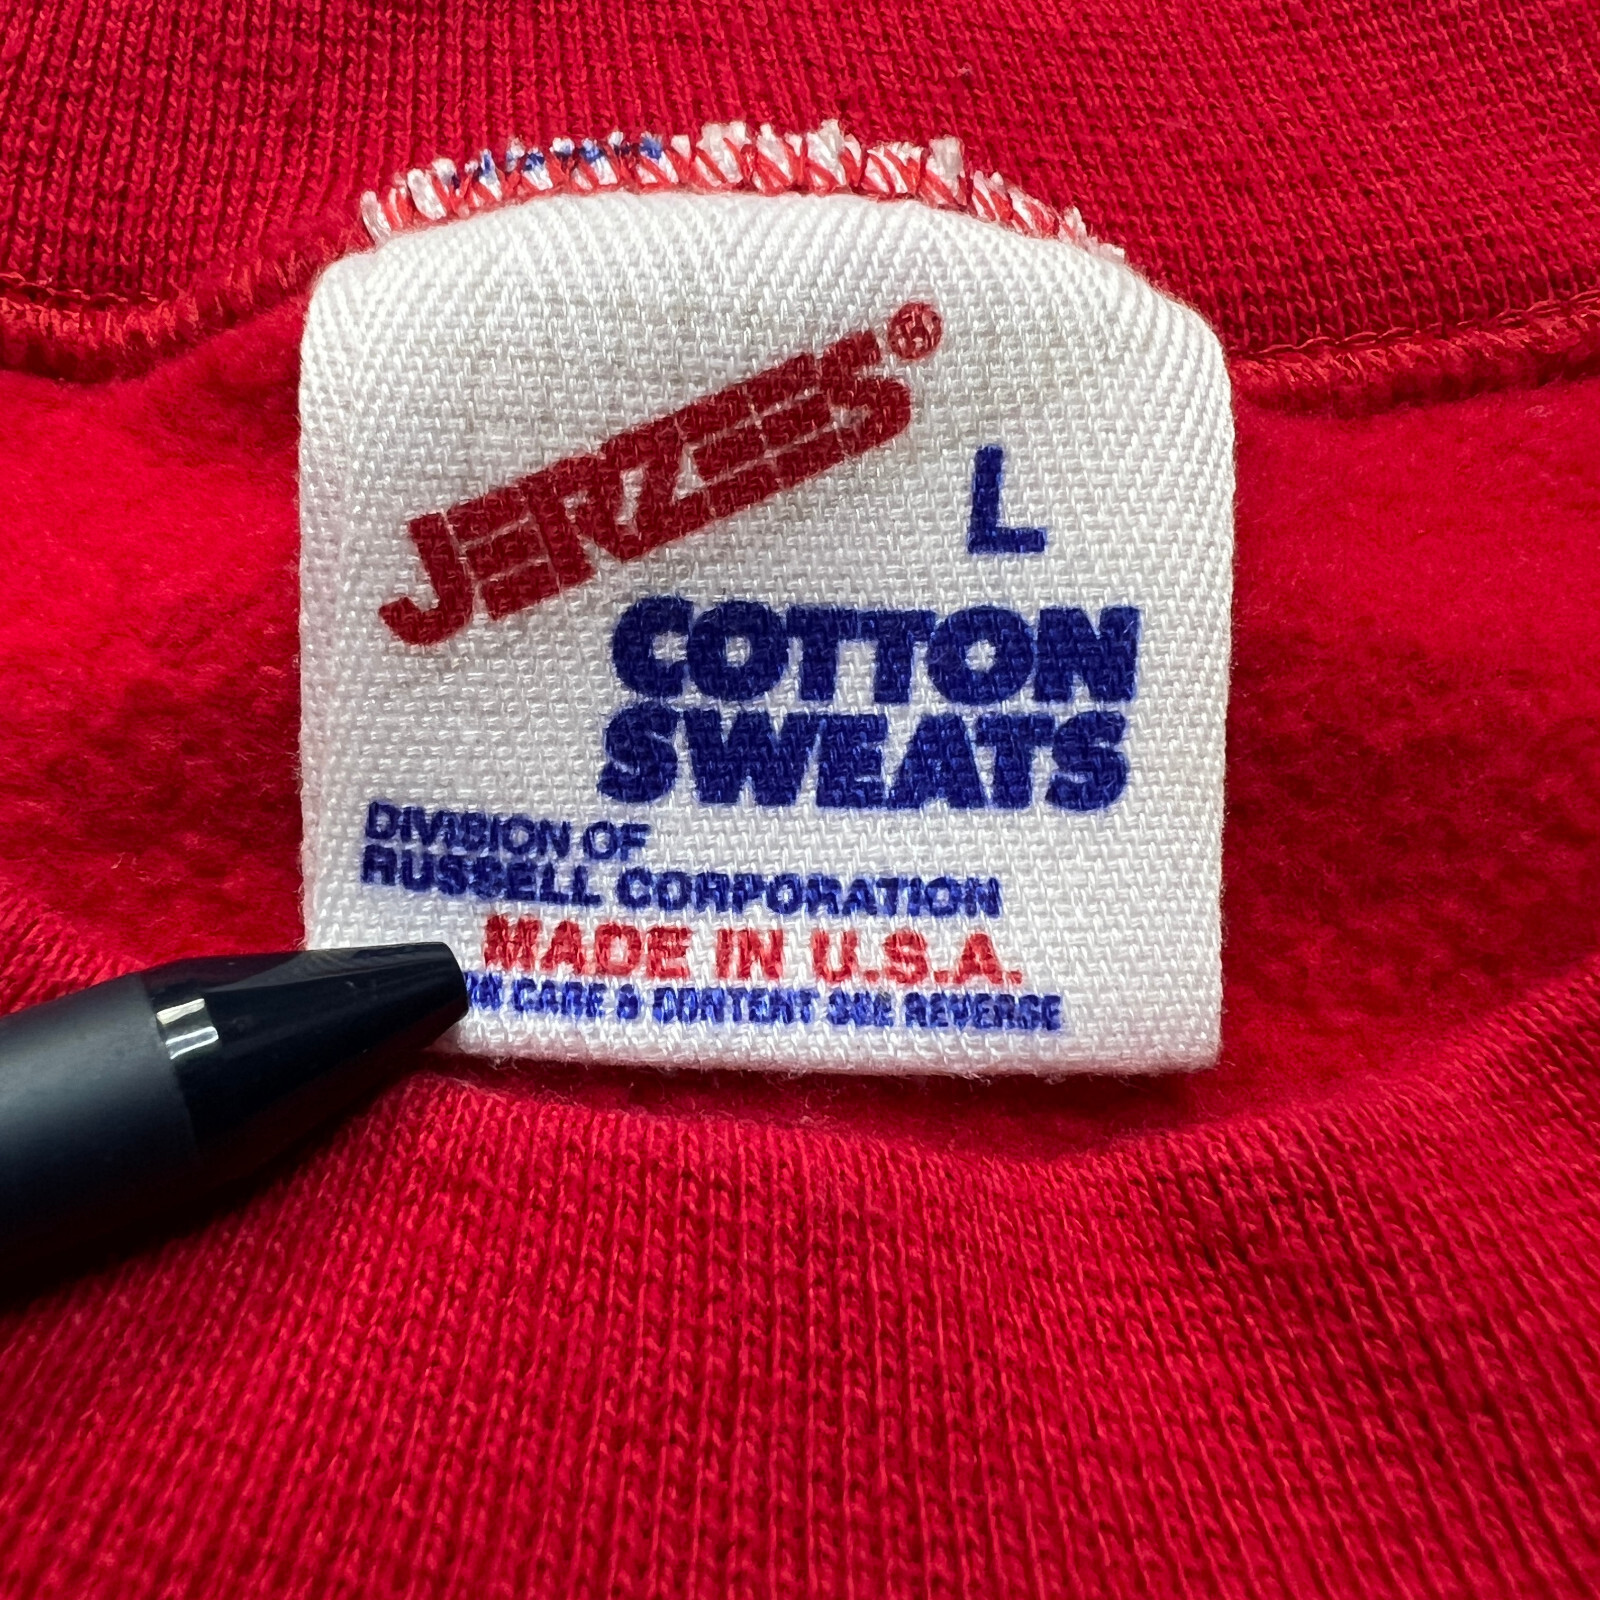 JERZEES®
L
COTTON
SWEATS
DIVISION OF
RUSSELL CORPORATION
MADE IN U.S.A.
CARE & CONTENT SEE REVERSE